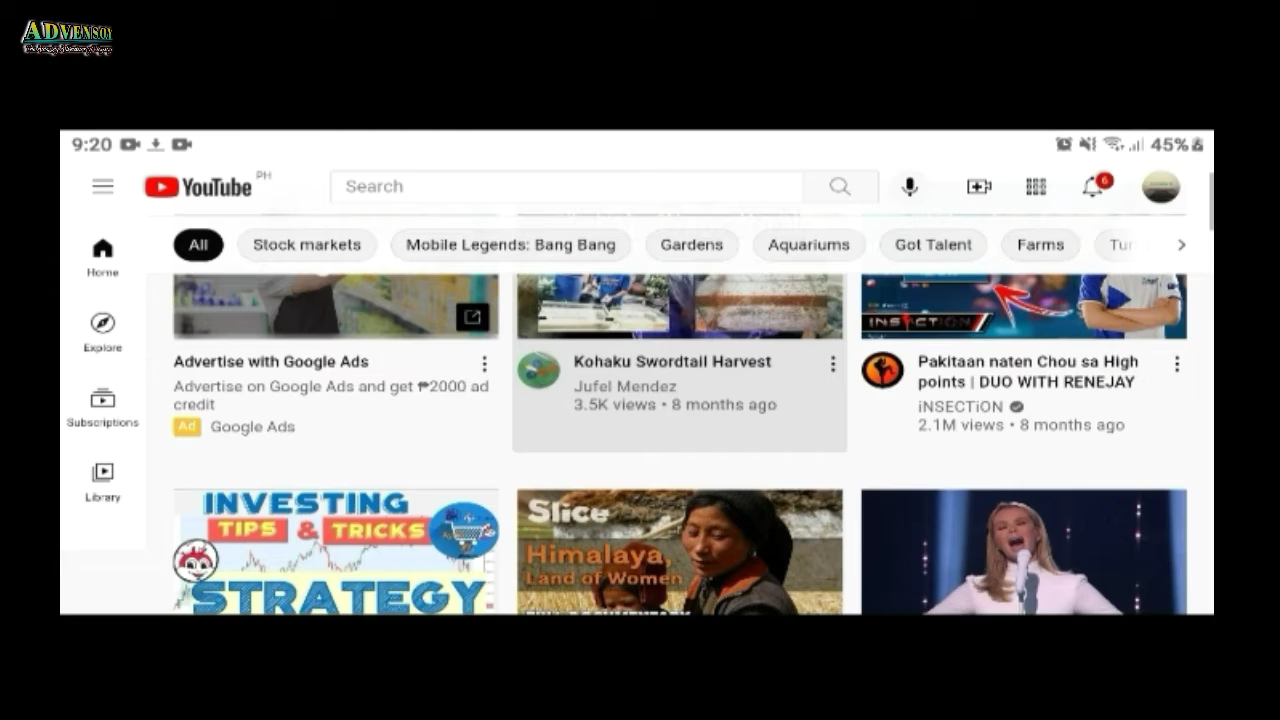 ADVENSOY
9:20
45%
YouTube PH
Search
6
All
Stock markets
Mobile Legends: Bang Bang
Gardens
Aquariums
Got Talent
Farms
Home
Explore
Subscriptions
Library
INSECTION
Advertise with Google Ads
Advertise on Google Ads and get ₱2000 ad
credit
Ad Google Ads
Kohaku Swordtail Harvest
Jufel Mendez
3.5K views • 8 months ago
Pakitaan naten Chou sa High
points | DUO WITH RENEJAY
iNSECTiON
2.1M views • 8 months ago
INVESTING
TIPS & TRICKS
STRATEGY
Slice
Himalaya,
Land of Women